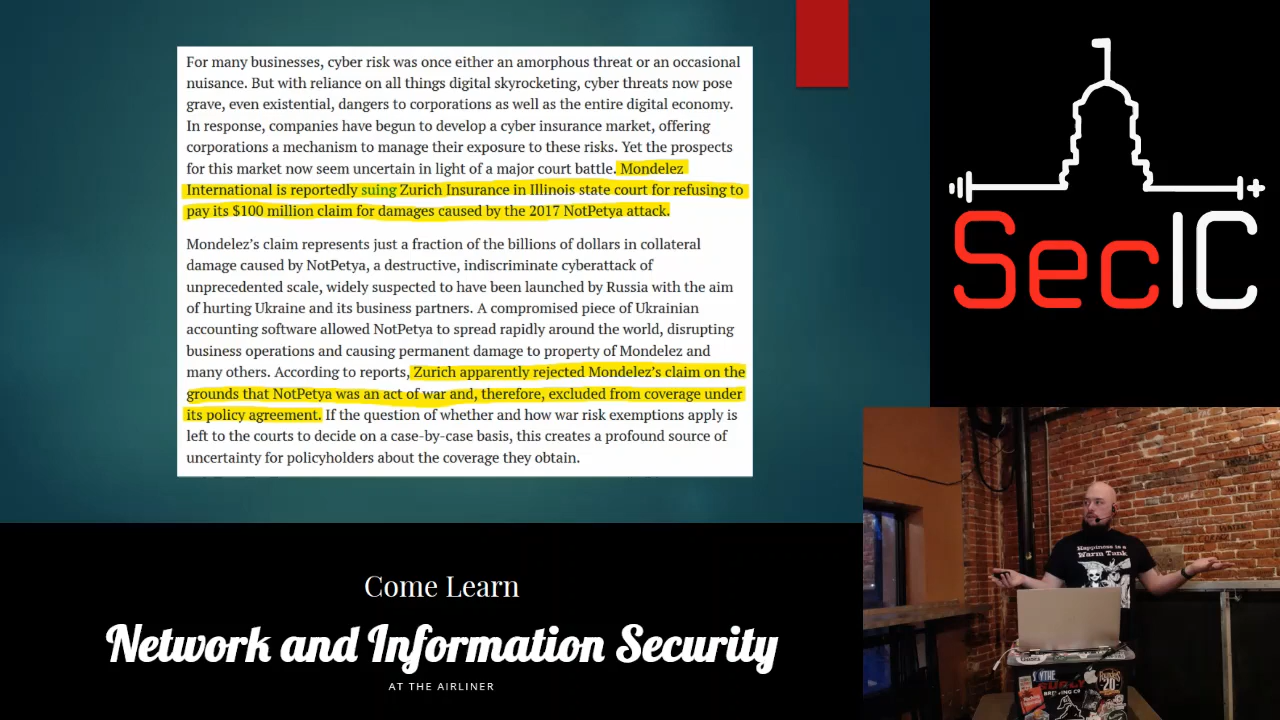 For many businesses, cyber risk was once either an amorphous threat or an occasional
nuisance. But with reliance on all things digital skyrocketing, cyber threats now pose
grave, even existential, dangers to corporations as well as the entire digital economy.
In response, companies have begun to develop a cyber insurance market, offering
corporations a mechanism to manage their exposure to these risks. Yet the prospects
for this market now seem uncertain in light of a major court battle. Mondelez
International is reportedly suing Zurich Insurance in Illinois state court for refusing to
pay its $100 million claim for damages caused by the 2017 NotPetya attack.
Mondelez’s claim represents just a fraction of the billions of dollars in collateral
damage caused by NotPetya, a destructive, indiscriminate cyberattack of
unprecedented scale, widely suspected to have been launched by Russia with the aim
of hurting Ukraine and its business partners. A compromised piece of Ukrainian
accounting software allowed NotPetya to spread rapidly around the world, disrupting
business operations and causing permanent damage to property of Mondelez and
many others. According to reports, Zurich apparently rejected Mondelez’s claim on the
grounds that NotPetya was an act of war and, therefore, excluded from coverage under
its policy agreement. If the question of whether and how war risk exemptions apply is
left to the courts to decide on a case-by-case basis, this creates a profound source of
uncertainty for policyholders about the coverage they obtain.
SecIC
Happiness is a
Warm Tank
Come Learn
Network and Information Security
AT THE AIRLINER